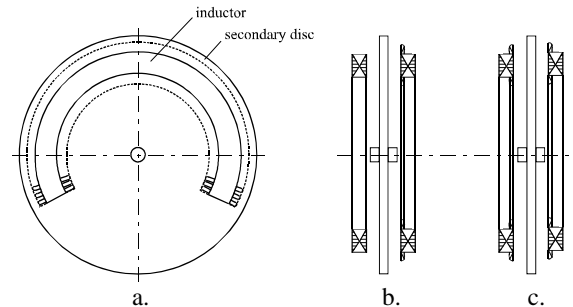 inductor
secondary disc
a.
b.
c.